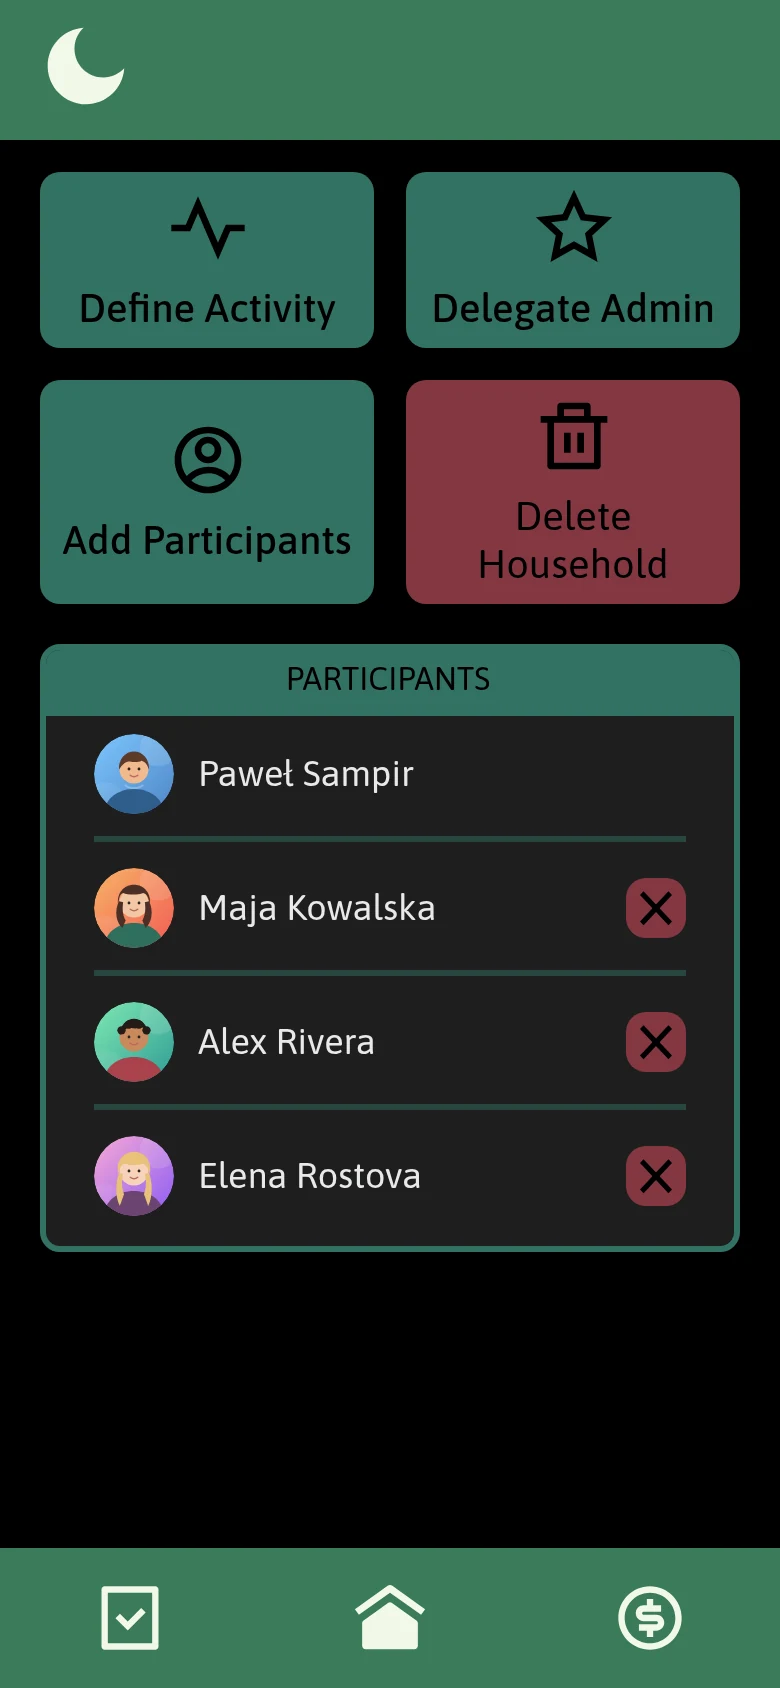 Define Activity
Delegate Admin
Add Participants
Delete
Household
PARTICIPANTS
Paweł Sampir
Maja Kowalska
Alex Rivera
Elena Rostova